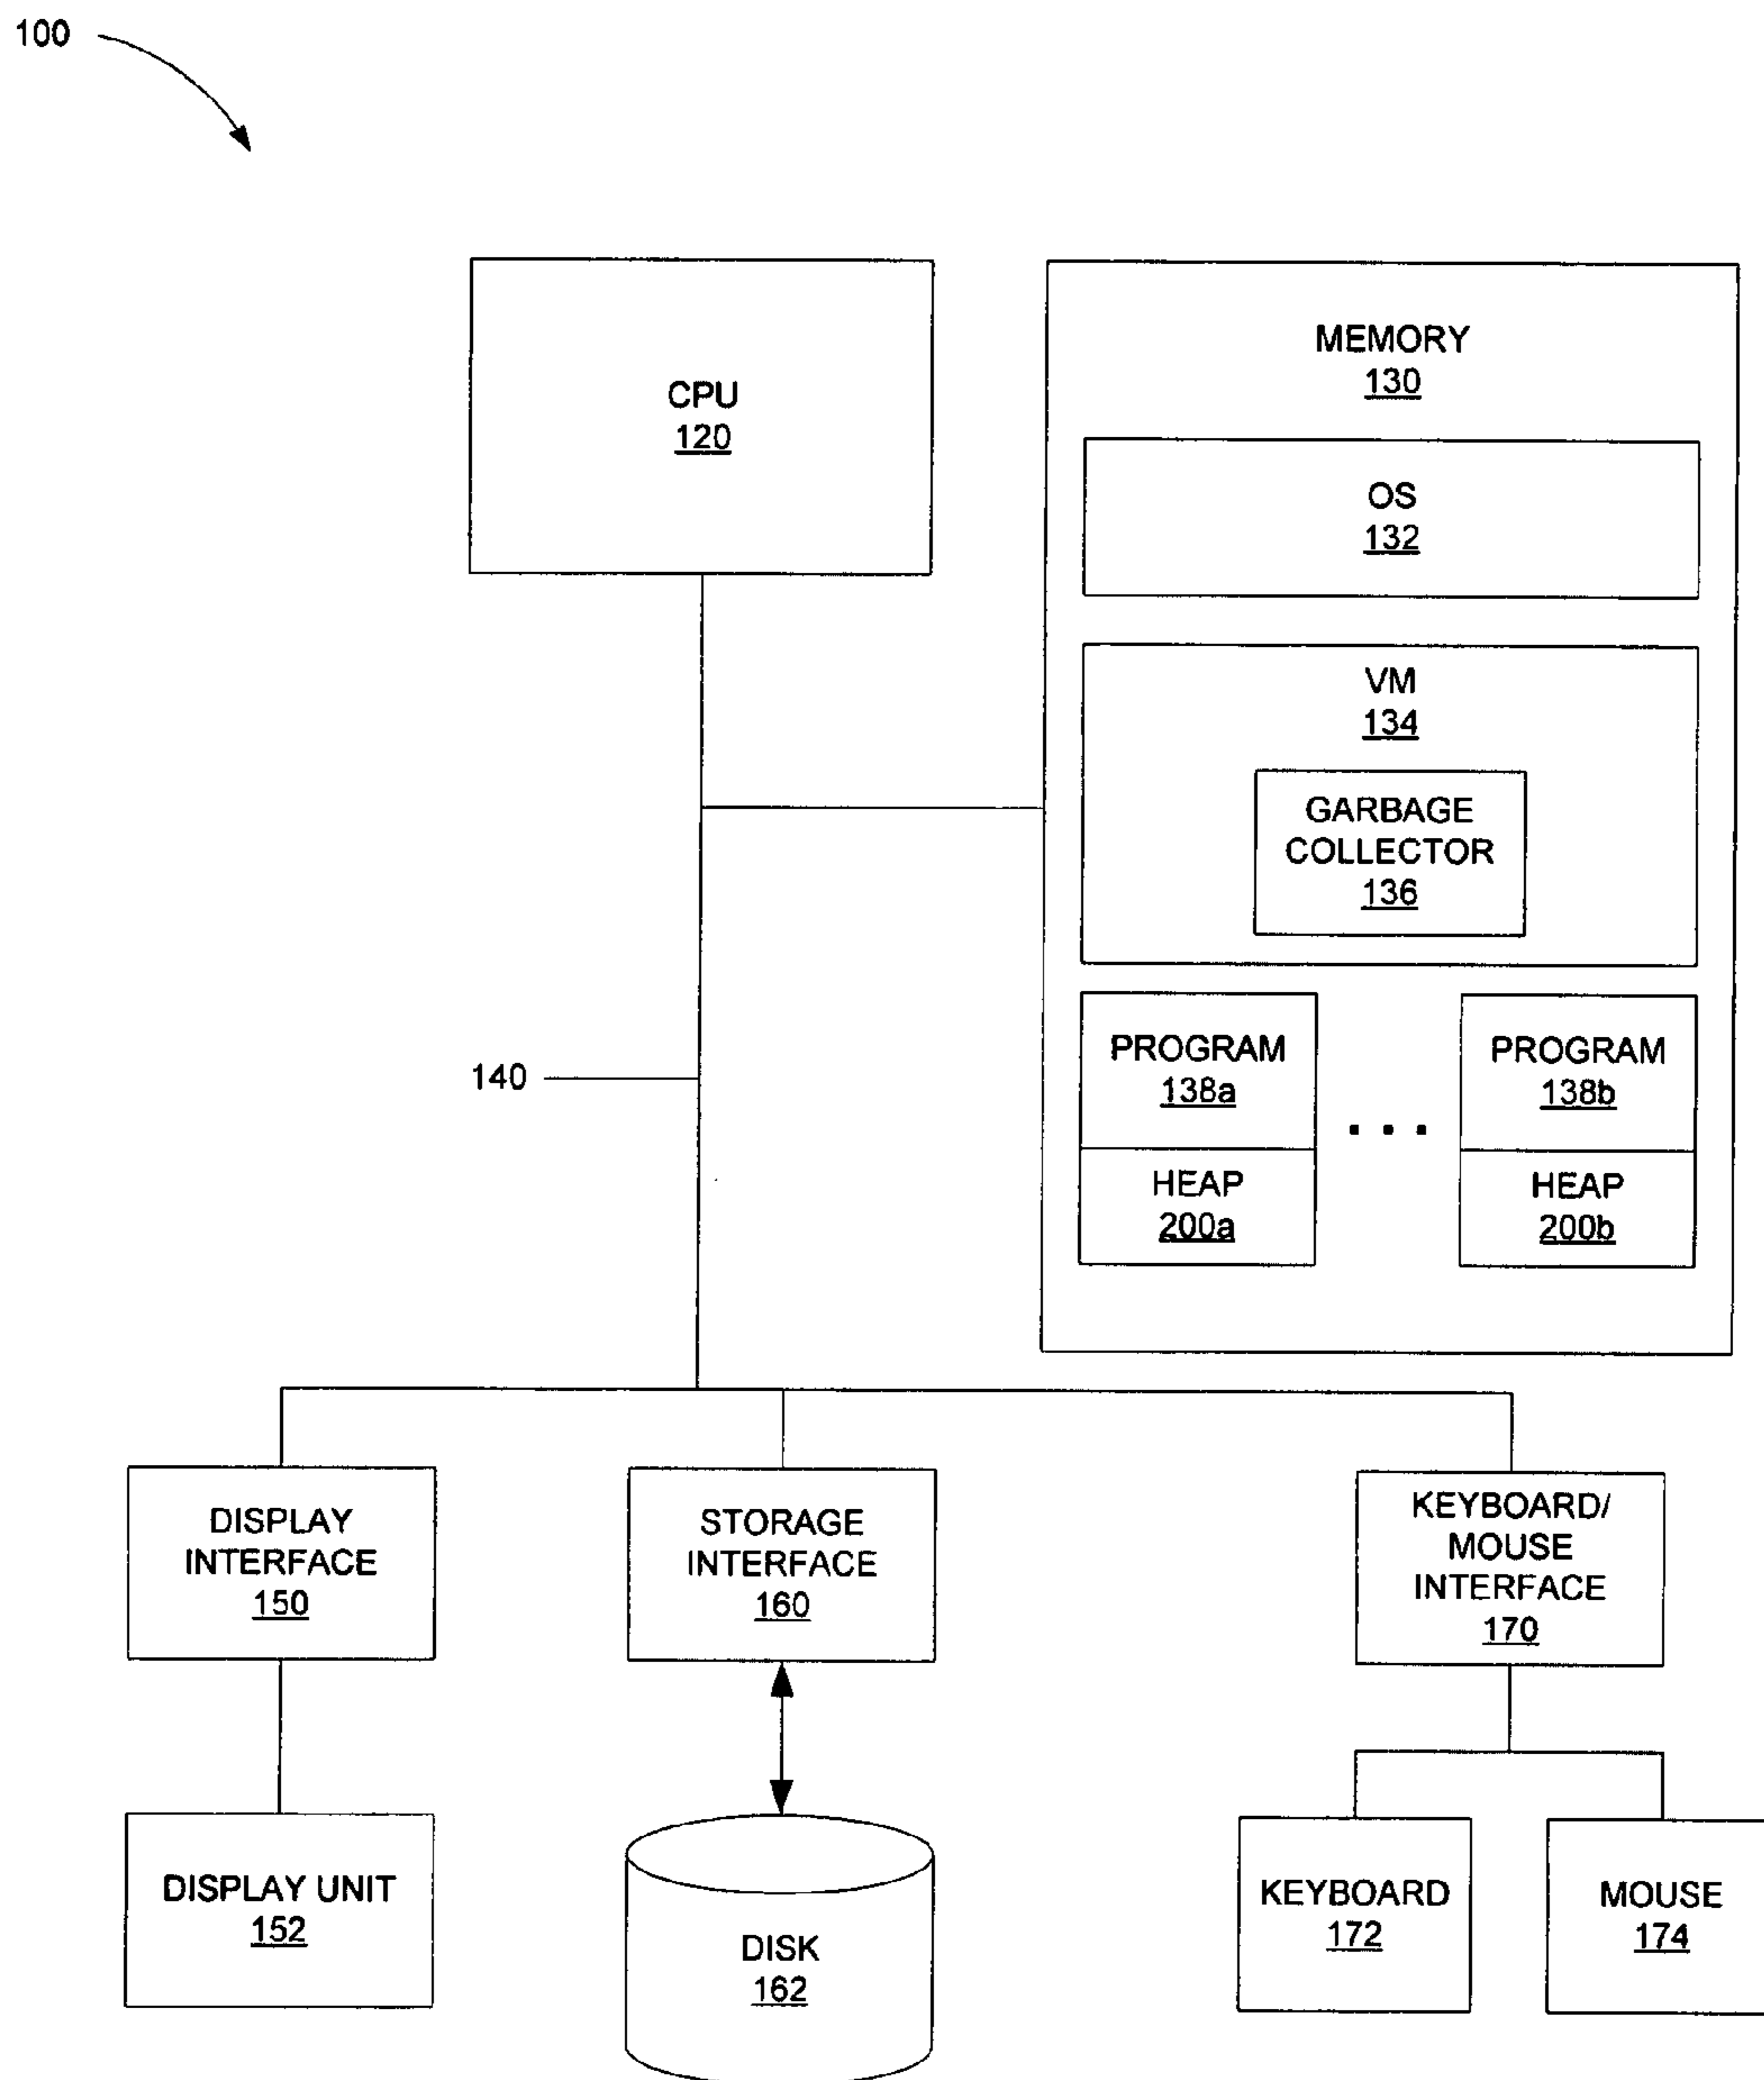 100
CPU
120
MEMORY
130
OS
132
VM
134
GARBAGE
COLLECTOR
136
PROGRAM
138a
HEAP
200a
. . .
PROGRAM
138b
HEAP
200b
140
DISPLAY
INTERFACE
150
STORAGE
INTERFACE
160
KEYBOARD/
MOUSE
INTERFACE
170
DISPLAY UNIT
152
DISK
162
KEYBOARD
172
MOUSE
174